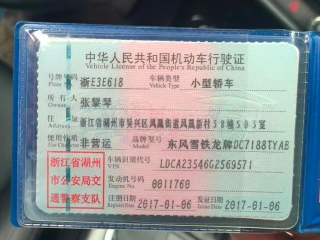 中华人民共和国机动车行驶证
Vehicle License of the People's Republic of China
号牌号码 浙E3E618 车辆类型 小型轿车
Plate No. Vehicle Type
所有人 张黎琴
Owner
住址 浙江省湖州市吴兴区凤凰街道凤凰新村38幢503室
Address
使用性质 非营运 品牌型号 东风雪铁龙牌DC7188TYAB
Use Character Model
浙江省湖州市公安局交通警察支队
车辆识别代号 LDCA23546G2569571
VIN
发动机号码 0011760
Engine No.
注册日期 2017-01-06 发证日期 2017-01-06
Register Date Issue Date